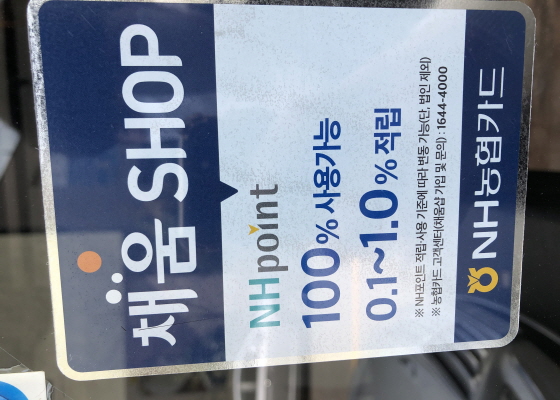 채움 SHOP
NHpoint
100% 사용가능
0.1~1.0% 적립
※ NH포인트 적립·사용 기준에 따라 변동 가능(단, 법인 제외)
※ 농협카드 고객센터(채움샵 가입 및 문의) : 1644-4000
NH농협카드